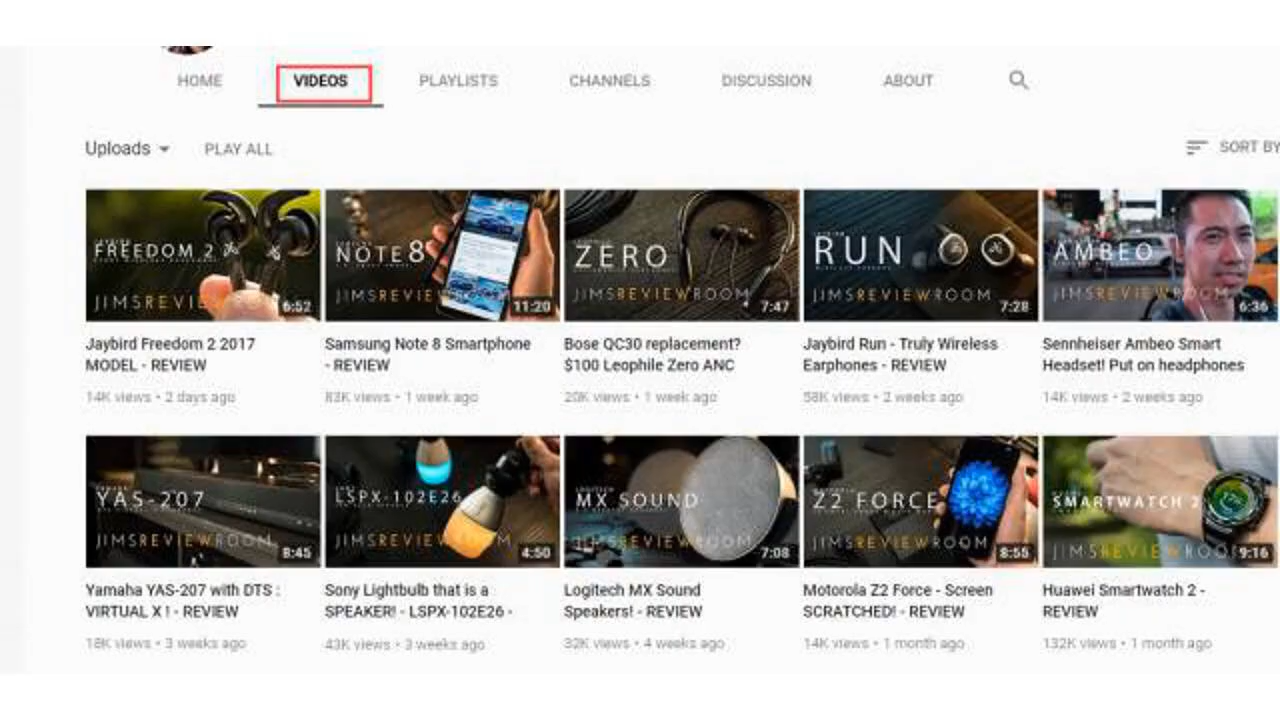 HOME VIDEOS PLAYLISTS CHANNELS DISCUSSION ABOUT
Uploads PLAY ALL SORT BY
FREEDOM 2
JIMSREVIE
6:52
NOTE 8
JIMSREVIEWROOM
11:20
ZERO
JIMSREVIEWROOM
7:47
RUN
JIMSREVIEWROOM
7:28
AMBEO
JIMSREVIEWROOM
6:36
Jaybird Freedom 2 2017
MODEL - REVIEW
14K views • 2 days ago
Samsung Note 8 Smartphone
- REVIEW
83K views • 1 week ago
Bose QC30 replacement?
$100 Leophile Zero ANC
20K views • 1 week ago
Jaybird Run - Truly Wireless
Earphones - REVIEW
58K views • 2 weeks ago
Sennheiser Ambeo Smart
Headset! Put on headphones
14K views • 2 weeks ago
YAMAHA
YAS-207
JIMSREVIEWROOM
8:45
LSPX-102E26
JIMSREVIEWROOM
4:50
LOGITECH
MX SOUND
JIMSREVIEWROOM
7:08
Z2 FORCE
JIMSREVIEWROOM
8:55
SMARTWATCH 2
JIMSREVIEWROO
9:16
Yamaha YAS-207 with DTS :
VIRTUAL X ! - REVIEW
18K views • 3 weeks ago
Sony Lightbulb that is a
SPEAKER! - LSPX-102E26 -
43K views • 3 weeks ago
Logitech MX Sound
Speakers! - REVIEW
32K views • 4 weeks ago
Motorola Z2 Force - Screen
SCRATCHED! - REVIEW
14K views • 1 month ago
Huawei Smartwatch 2 -
REVIEW
132K views • 1 month ago